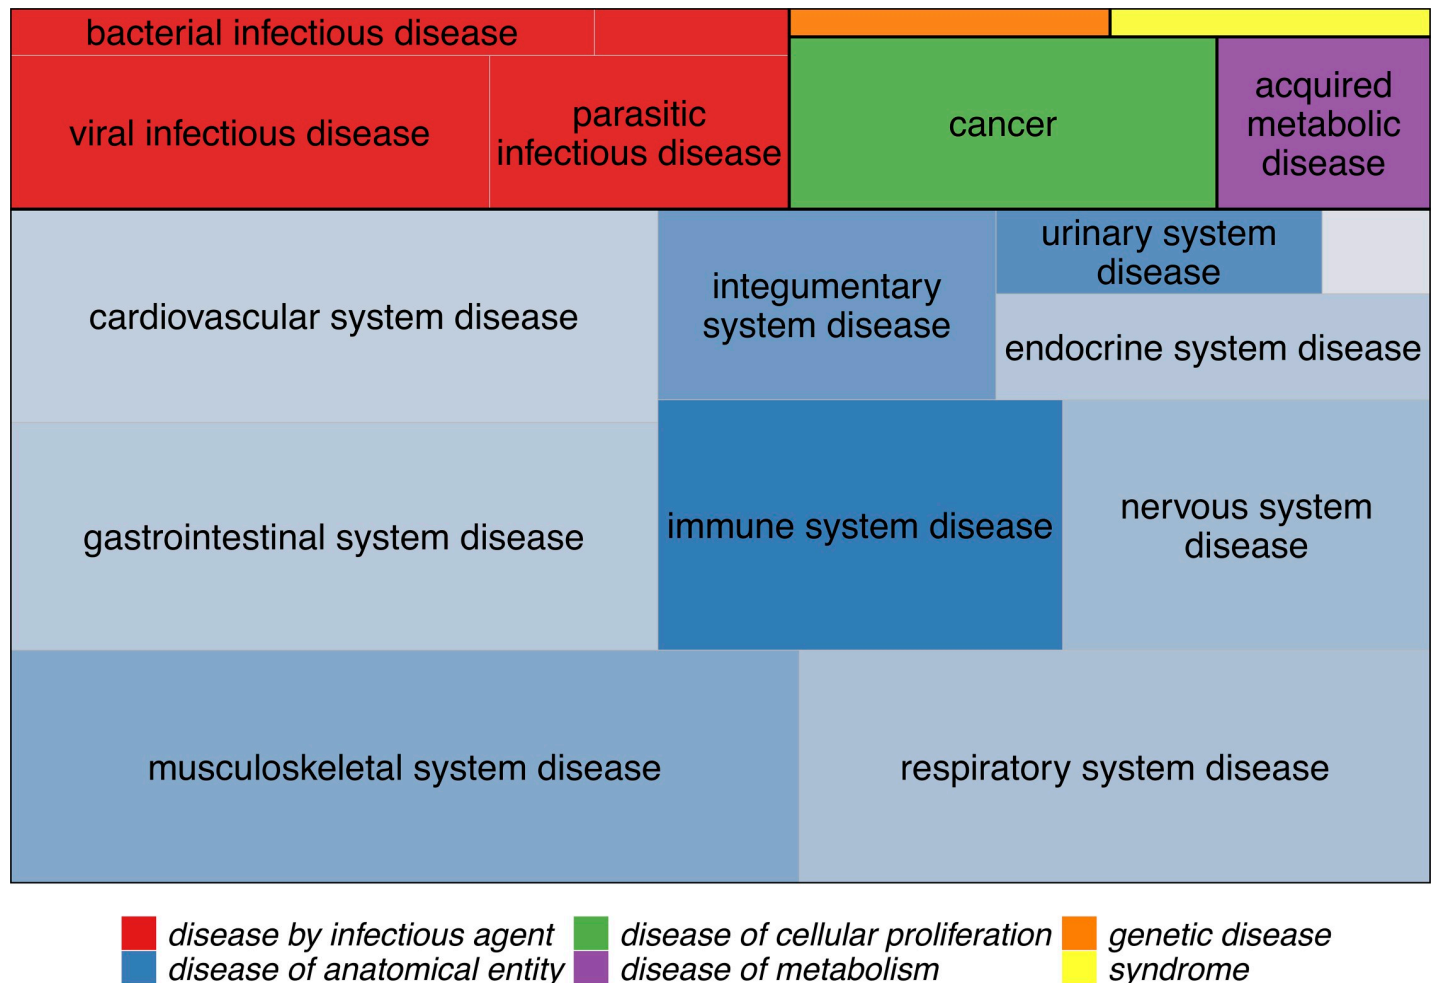 bacterial infectious disease
viral infectious disease
parasitic
infectious disease
cancer
acquired
metabolic
disease
cardiovascular system disease
integumentary
system disease
urinary system
disease
endocrine system disease
gastrointestinal system disease
immune system disease
nervous system
disease
musculoskeletal system disease
respiratory system disease
disease by infectious agent
disease of cellular proliferation
genetic disease
disease of anatomical entity
disease of metabolism
syndrome